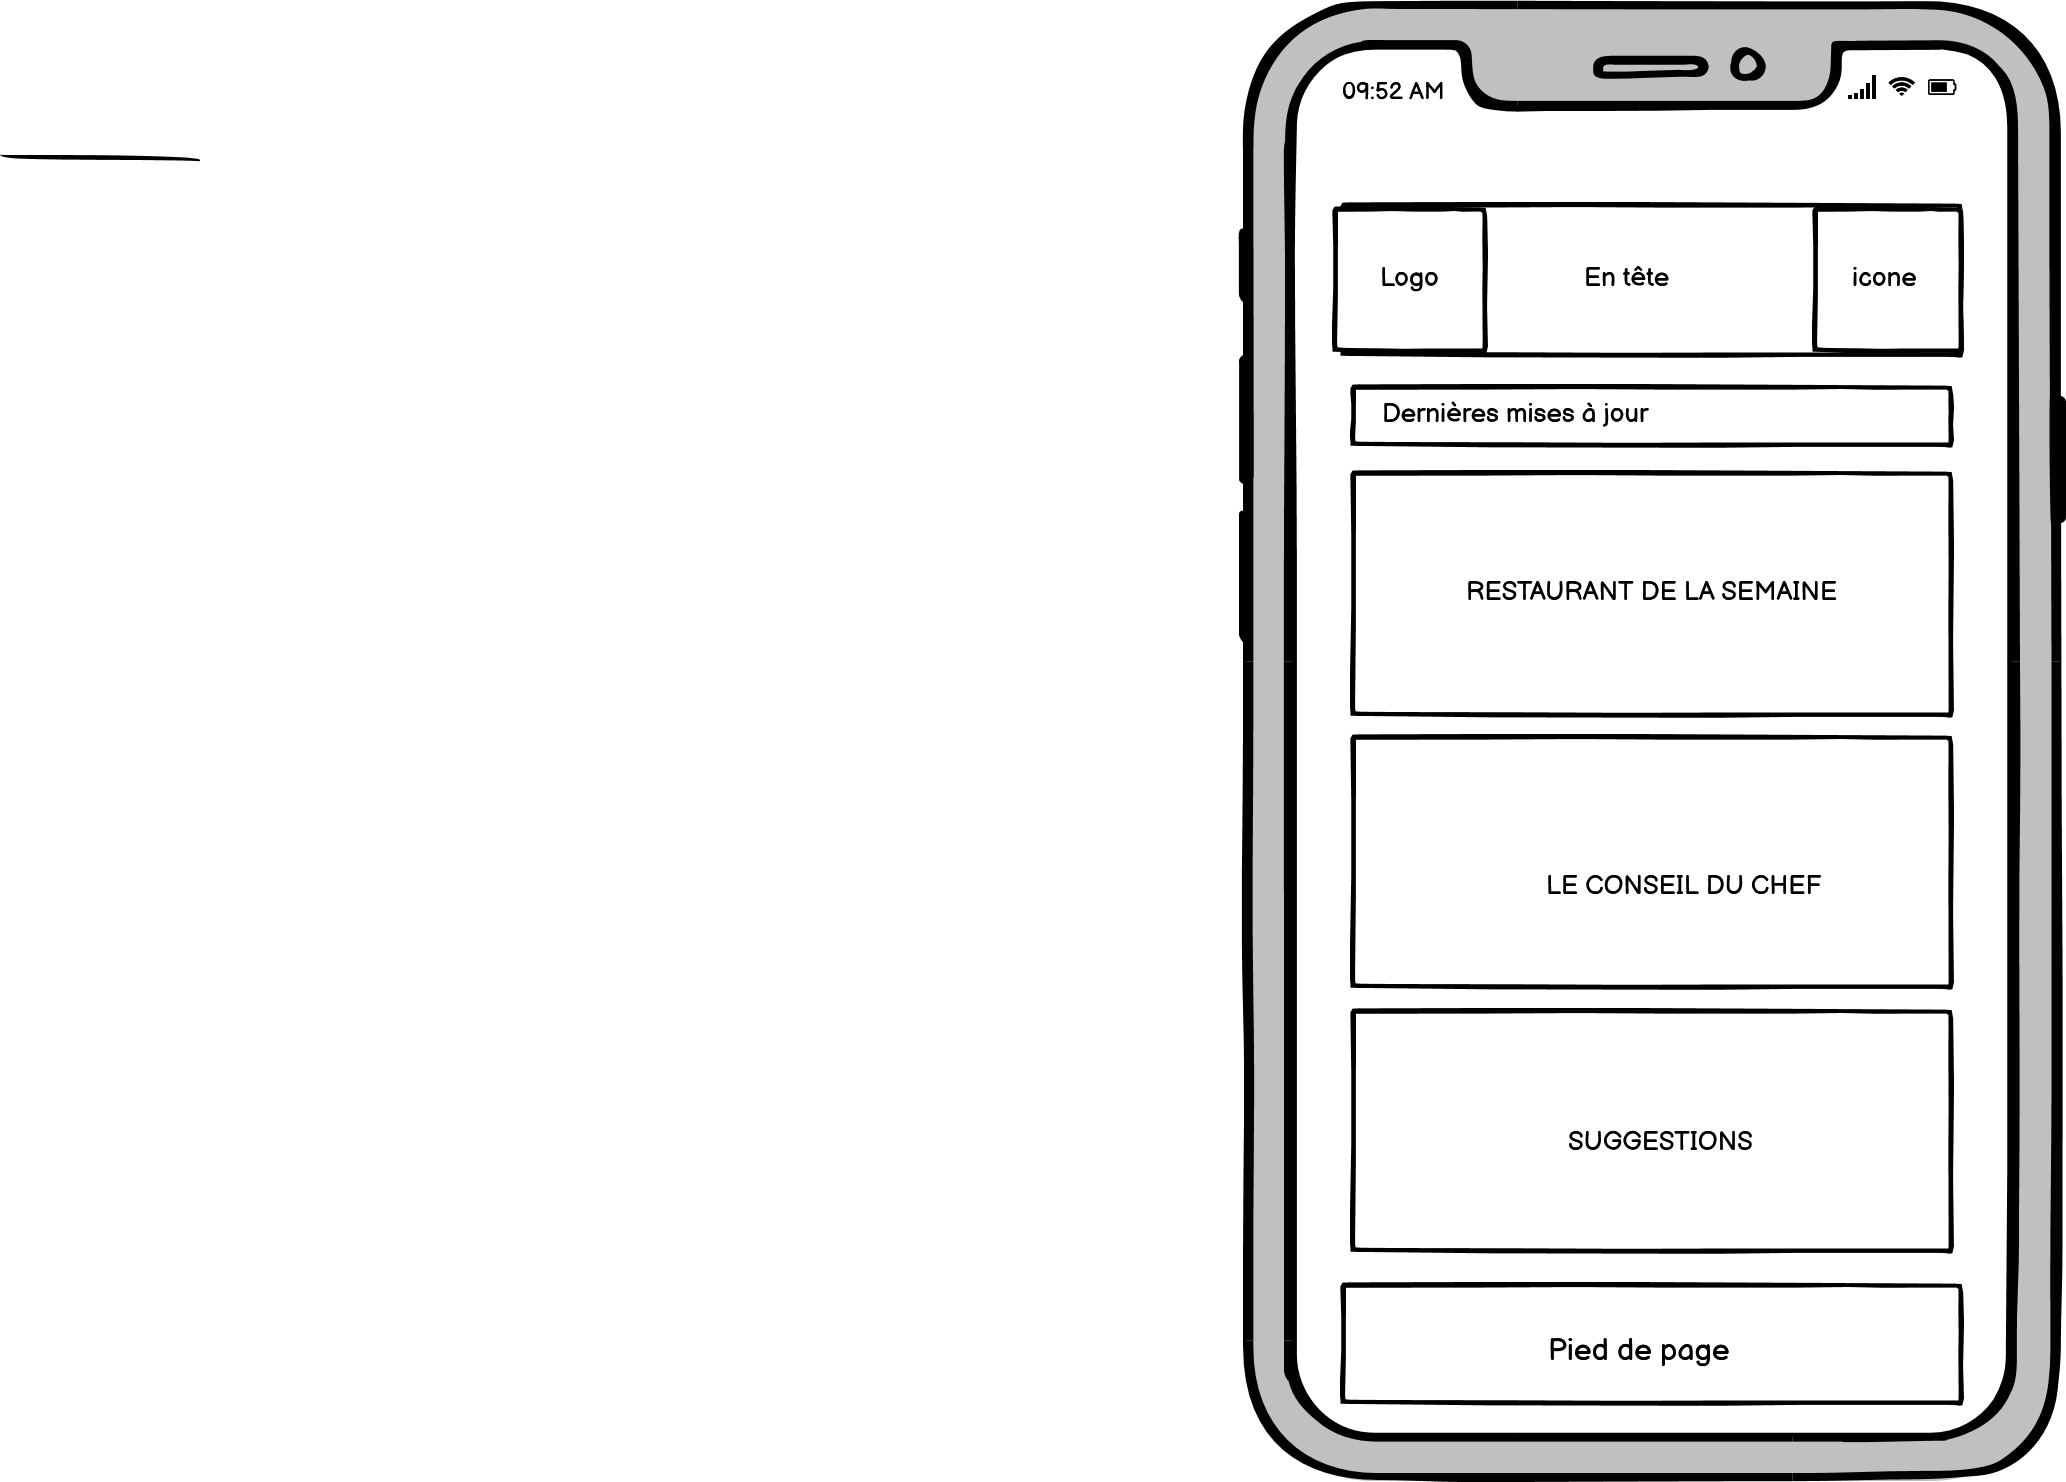 09:52 AM
Logo
En tête
icone
Dernières mises à jour
RESTAURANT DE LA SEMAINE
LE CONSEIL DU CHEF
SUGGESTIONS
Pied de page